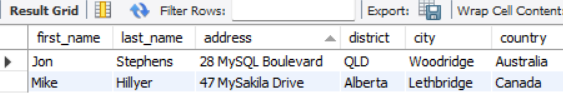 Result Grid Filter Rows: Export: Wrap Cell Content:
first_name last_name address district city country
Jon Stephens 28 MySQL Boulevard QLD Woodridge Australia
Mike Hillyer 47 MySakila Drive Alberta Lethbridge Canada